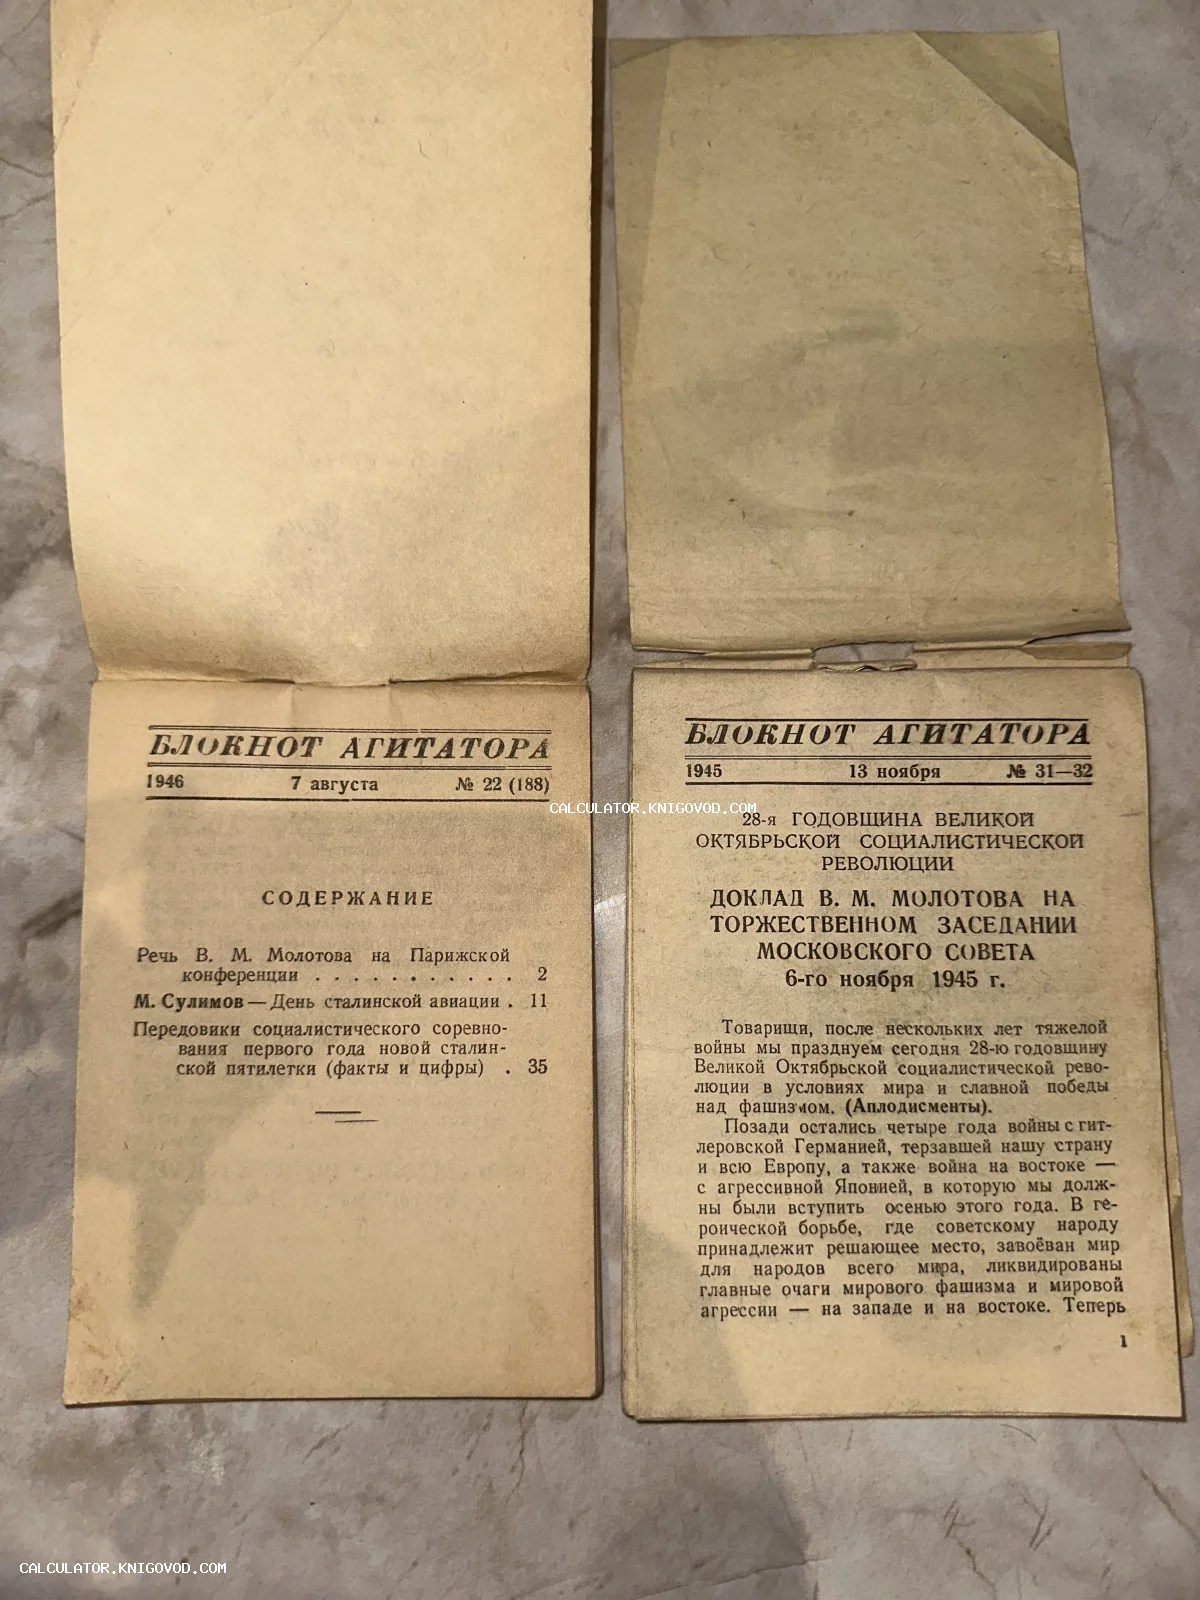 БЛОКНОТ АГИТАТОРА
1946 7 августа № 22 (188)
СОДЕРЖАНИЕ
Речь В. М. Молотова на Парижской
конференции . . . . . . . . . . . 2
М. Сулимов — День сталинской авиации . 11
Передовики социалистического соревно-
вания первого года новой сталин-
ской пятилетки (факты и цифры) . 35
БЛОКНОТ АГИТАТОРА
1945 13 ноября № 31—32
28-я ГОДОВЩИНА ВЕЛИКОЙ
ОКТЯБРЬСКОЙ СОЦИАЛИСТИЧЕСКОЙ
РЕВОЛЮЦИИ
ДОКЛАД В. М. МОЛОТОВА НА
ТОРЖЕСТВЕННОМ ЗАСЕДАНИИ
МОСКОВСКОГО СОВЕТА
6-го ноября 1945 г.
Товарищи, после нескольких лет тяжелой
войны мы празднуем сегодня 28-ю годовщину
Великой Октябрьской социалистической рево-
люции в условиях мира и славной победы
над фашизмом. (Аплодисменты).
Позади остались четыре года войны с гит-
леровской Германией, терзавшей нашу страну
и всю Европу, а также война на востоке —
с агрессивной Японией, в которую мы долж-
ны были вступить осенью этого года. В ге-
роической борьбе, где советскому народу
принадлежит решающее место, завоёван мир
для народов всего мира, ликвидированы
главные очаги мирового фашизма и мировой
агрессии — на западе и на востоке. Теперь
1
CALCULATOR.KNIGOVOD.COM
CALCULATOR.KNIGOVOD.COM